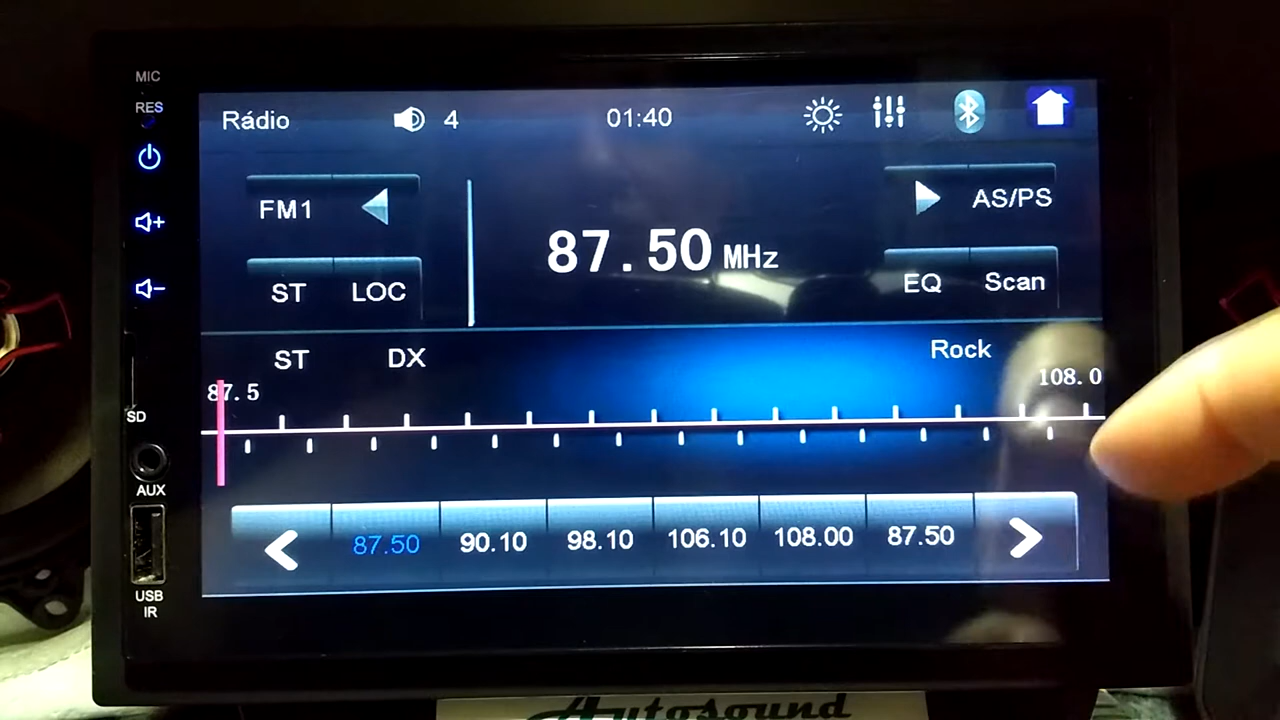 MIC
RES
Rádio 4 01:40
FM1
AS/PS
87.50 MHz
ST LOC
EQ Scan
ST DX Rock
87.5 108.0
SD
AUX
87.50 90.10 98.10 106.10 108.00 87.50
USB
IR
Autosound